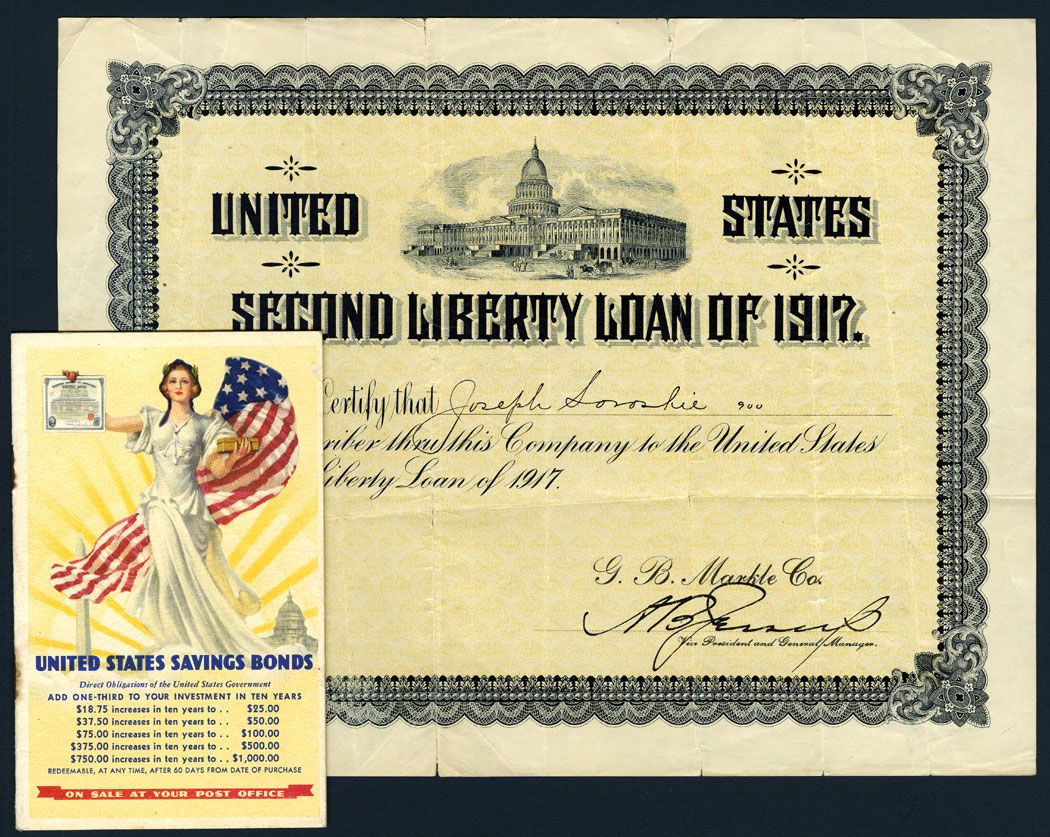 UNITED STATES
SECOND LIBERTY LOAN OF 1917.
Certify that Joseph Soroshie 900
riber thru this Company to the United States
Liberty Loan of 1917.
G. B. Markle Co.
Vice President and General Manager.
UNITED STATES SAVINGS BONDS
Direct Obligations of the United States Government
ADD ONE-THIRD TO YOUR INVESTMENT IN TEN YEARS
$18.75 increases in ten years to . . $25.00
$37.50 increases in ten years to . . $50.00
$75.00 increases in ten years to . . $100.00
$375.00 increases in ten years to . . $500.00
$750.00 increases in ten years to . . $1,000.00
REDEEMABLE, AT ANY TIME, AFTER 60 DAYS FROM DATE OF PURCHASE
ON SALE AT YOUR POST OFFICE